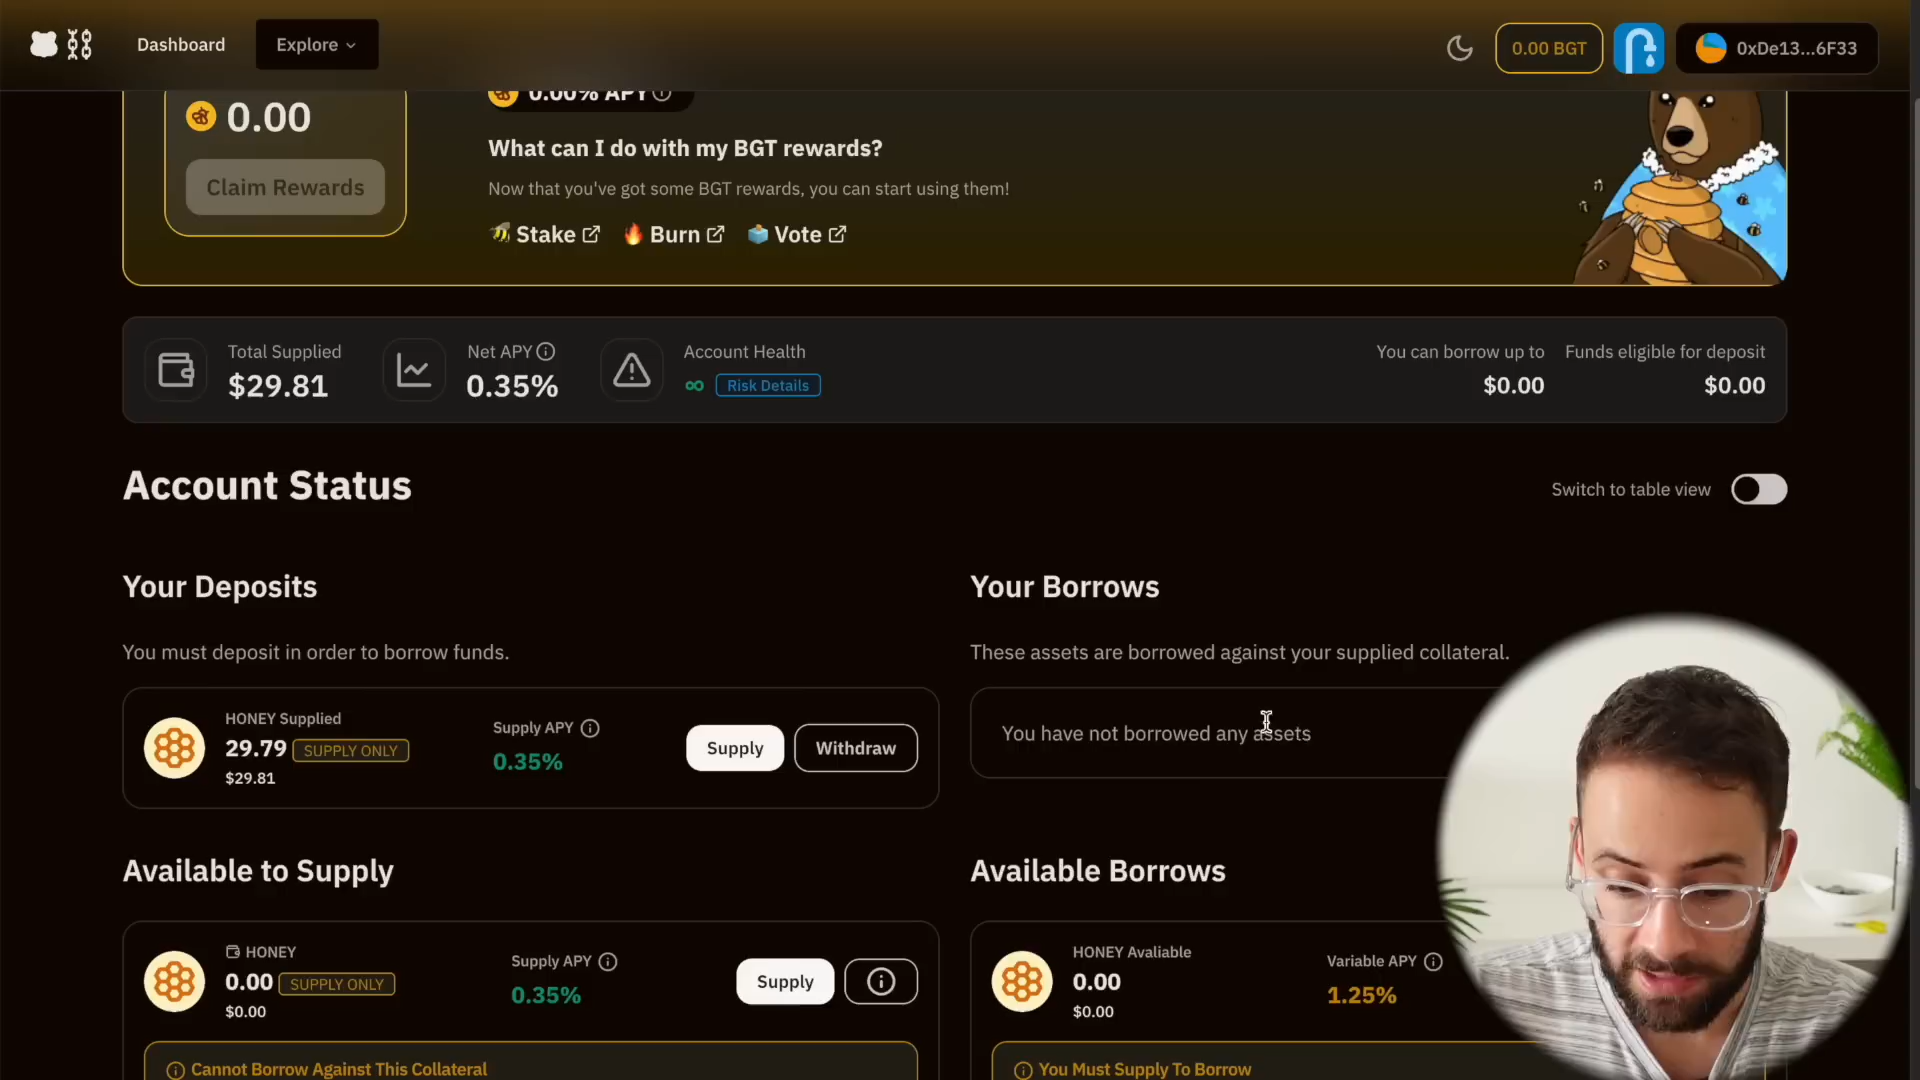 Dashboard
Explore
0.00 BGT
0xDe13...6F33
0.00
0.00% APY
Claim Rewards
What can I do with my BGT rewards?
Now that you've got some BGT rewards, you can start using them!
Stake
Burn
Vote
Total Supplied
$29.81
Net APY
0.35%
Account Health
∞ Risk Details
You can borrow up to
$0.00
Funds eligible for deposit
$0.00
Account Status
Switch to table view
Your Deposits
You must deposit in order to borrow funds.
HONEY Supplied
29.79 SUPPLY ONLY
$29.81
Supply APY
0.35%
Supply
Withdraw
Your Borrows
These assets are borrowed against your supplied collateral.
You have not borrowed any assets
Available to Supply
HONEY
0.00 SUPPLY ONLY
$0.00
Supply APY
0.35%
Supply
Cannot Borrow Against This Collateral
Available Borrows
HONEY Avaliable
0.00
$0.00
Variable APY
1.25%
You Must Supply To Borrow